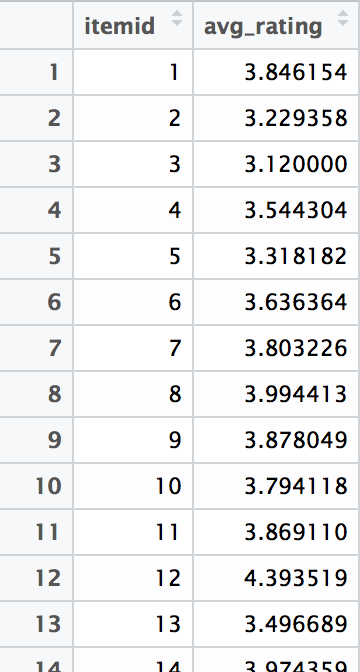 itemid avg_rating
1 1 3.846154
2 2 3.229358
3 3 3.120000
4 4 3.544304
5 5 3.318182
6 6 3.636364
7 7 3.803226
8 8 3.994413
9 9 3.878049
10 10 3.794118
11 11 3.869110
12 12 4.393519
13 13 3.496689
14 14 3.974359